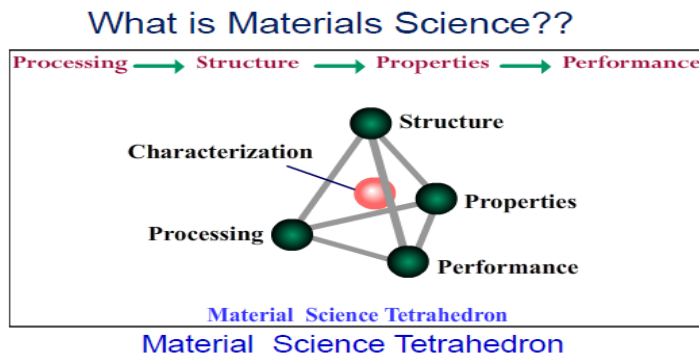 What is Materials Science??
Processing → Structure → Properties → Performance
Structure
Characterization
Properties
Processing
Performance
Material Science Tetrahedron
Material Science Tetrahedron